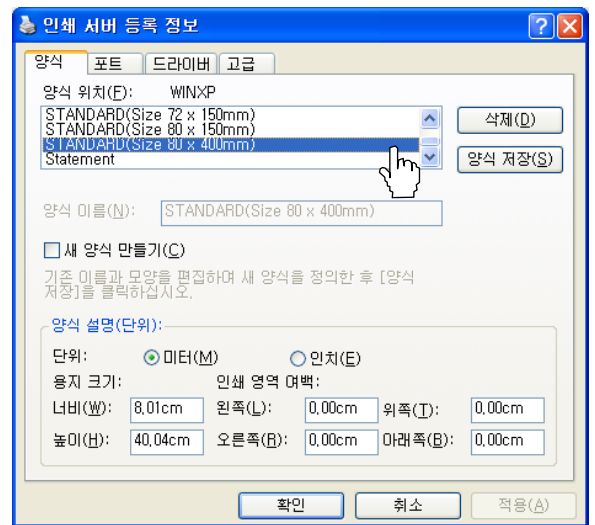 인쇄 서버 등록 정보
양식 포트 드라이버 고급
양식 위치(F): WINXP
STANDARD(Size 72 x 150mm)
STANDARD(Size 80 x 150mm)
STANDARD(Size 80 x 400mm)
Statement
삭제(D)
양식 저장(S)
양식 이름(N): STANDARD(Size 80 x 400mm)
새 양식 만들기(C)
기존 이름과 모양을 편집하여 새 양식을 정의한 후 [양식
저장]을 클릭하십시오.
양식 설명(단위):
단위: 미터(M) 인치(E)
용지 크기: 인쇄 영역 여백:
너비(W): 8.01cm 왼쪽(L): 0.00cm 위쪽(T): 0.00cm
높이(H): 40.04cm 오른쪽(R): 0.00cm 아래쪽(B): 0.00cm
확인 취소 적용(A)